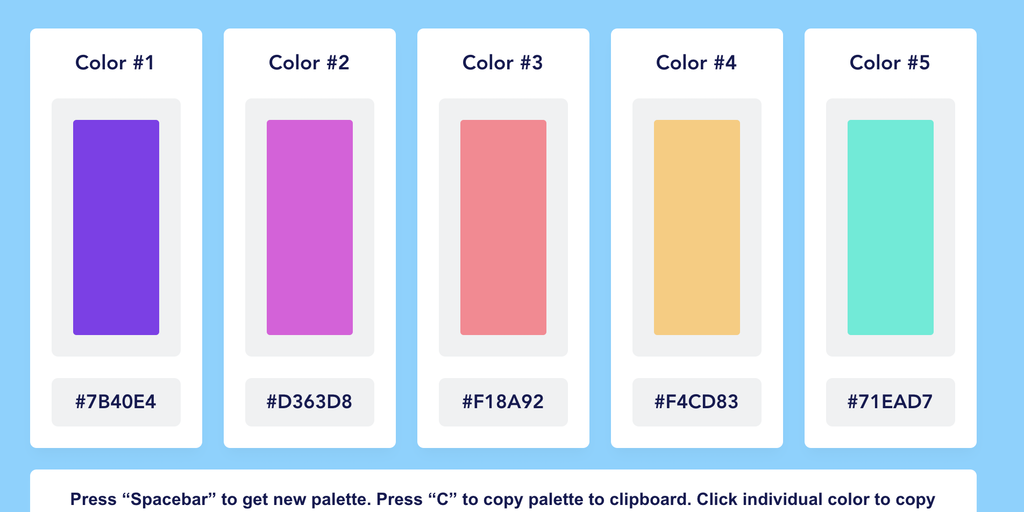 Color #1
Color #2
Color #3
Color #4
Color #5
#7B40E4
#D363D8
#F18A92
#F4CD83
#71EAD7
Press “Spacebar” to get new palette. Press “C” to copy palette to clipboard. Click individual color to copy